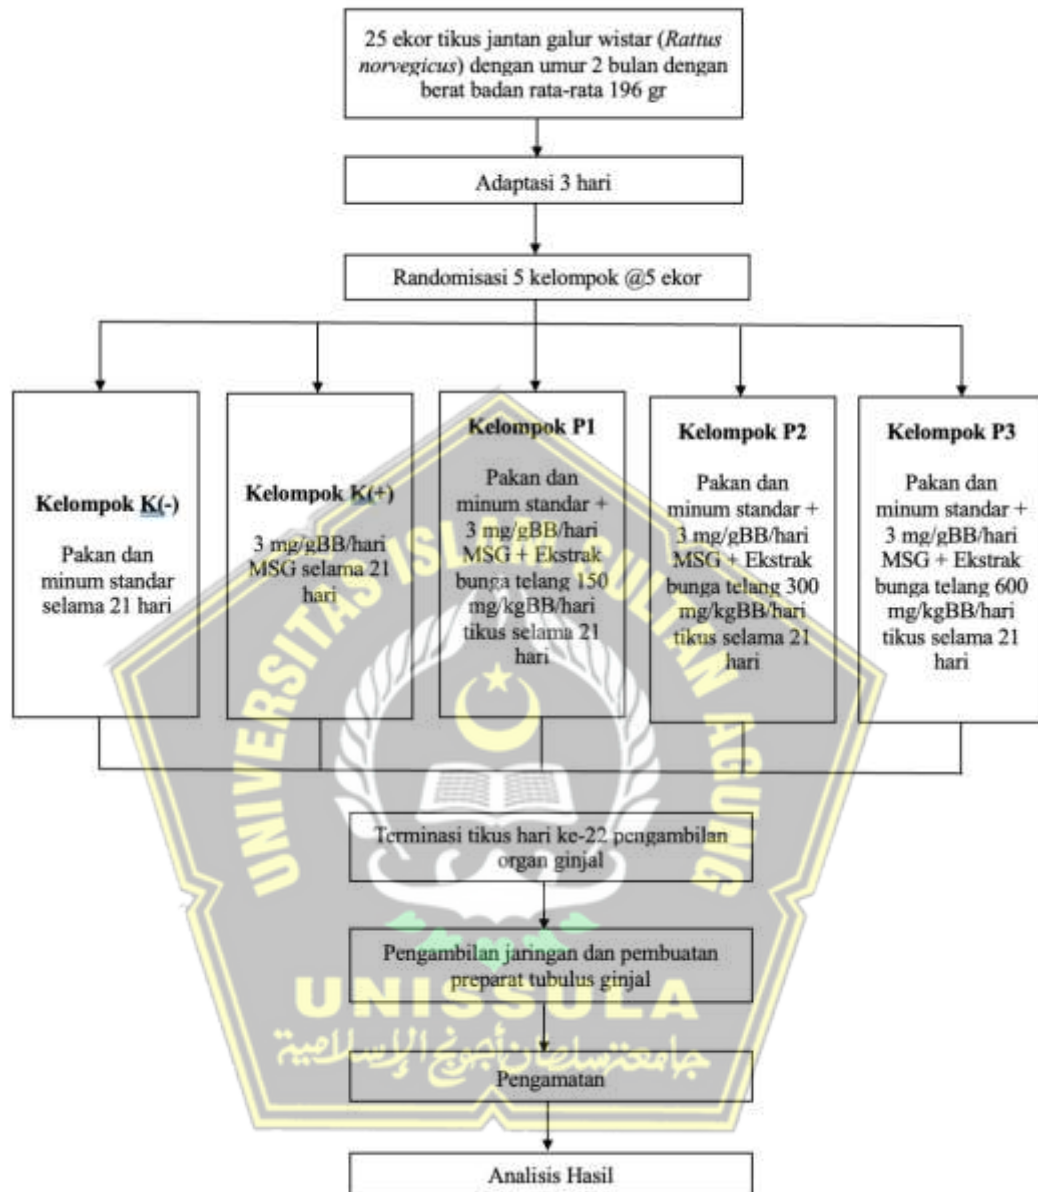 25 ekor tikus jantan galur wistar (Rattus
norvegicus) dengan umur 2 bulan dengan
berat badan rata-rata 196 gr
Adaptasi 3 hari
Randomisasi 5 kelompok @5 ekor
Kelompok K(-)
Pakan dan
minum standar
selama 21 hari
Kelompok K(+)
3 mg/gBB/hari
MSG selama 21
hari
Kelompok P1
Pakan dan
minum standar +
3 mg/gBB/hari
MSG + Ekstrak
bunga telang 150
mg/kgBB/hari
tikus selama 21
hari
Kelompok P2
Pakan dan
minum standar +
3 mg/gBB/hari
MSG + Ekstrak
bunga telang 300
mg/kgBB/hari
tikus selama 21
hari
Kelompok P3
Pakan dan
minum standar +
3 mg/gBB/hari
MSG + Ekstrak
bunga telang 600
mg/kgBB/hari
tikus selama 21
hari
UNIVERSITAS ISLAM SULTAN AGUNG
Terminasi tikus hari ke-22 pengambilan
organ ginjal
Pengambilan jaringan dan pembuatan
preparat tubulus ginjal
UNISSULA
جامعتسلطان أجونج الإسلامية
Pengamatan
Analisis Hasil